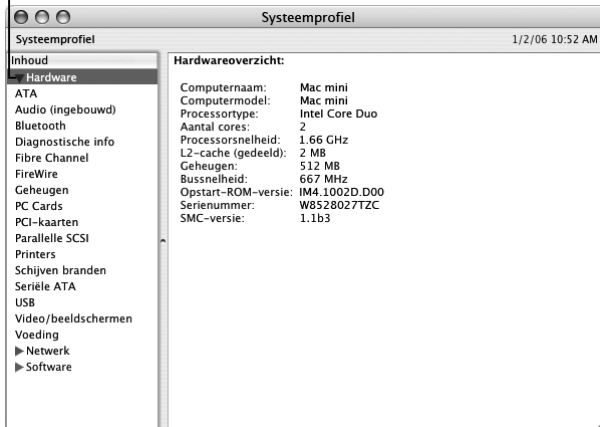 Systeemprofiel
Systeemprofiel 1/2/06 10:52 AM
Inhoud
Hardware
ATA
Audio (ingebouwd)
Bluetooth
Diagnostische info
Fibre Channel
FireWire
Geheugen
PC Cards
PCI-kaarten
Parallelle SCSI
Printers
Schijven branden
Seriële ATA
USB
Video/beeldschermen
Voeding
Netwerk
Software
Hardwareoverzicht:
Computernaam: Mac mini
Computermodel: Mac mini
Processortype: Intel Core Duo
Aantal cores: 2
Processorsnelheid: 1.66 GHz
L2-cache (gedeeld): 2 MB
Geheugen: 512 MB
Bussnelheid: 667 MHz
Opstart-ROM-versie: IM4.1002D.D00
Serienummer: W8528027TZC
SMC-versie: 1.1b3